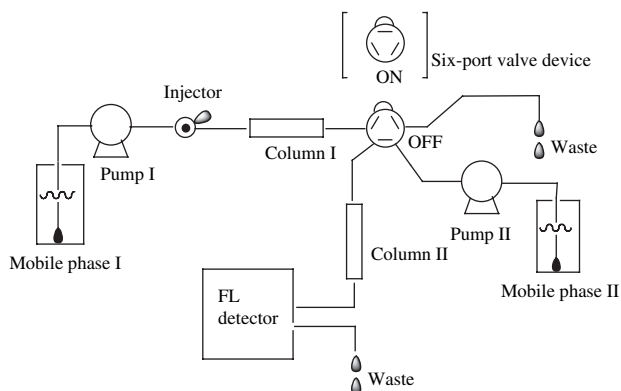 Six-port valve device
ON
Injector
OFF
Column I
Waste
Pump I
Pump II
Column II
Mobile phase I
FL
detector
Mobile phase II
Waste